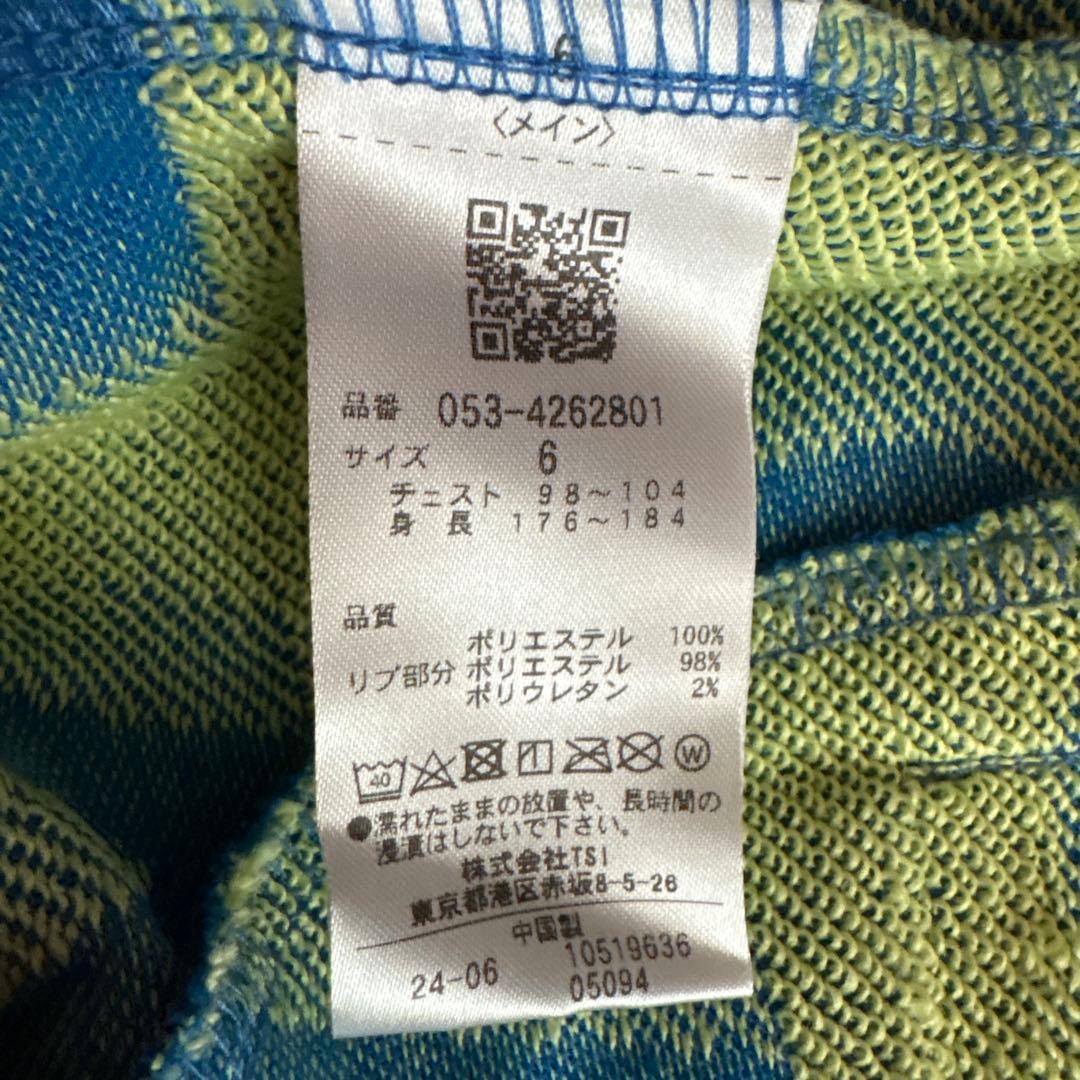 6
〈メイン〉
品番 053-4262801
サイズ 6
チェスト 98～104
身長 176～184
品質
ポリエステル 100%
リブ部分 ポリエステル 98%
ポリウレタン 2%
40 W
●濡れたままの放置や、長時間の
浸漬はしないで下さい。
株式会社TSI
東京都港区赤坂8-5-26
中国製
10519636
24-06 05094